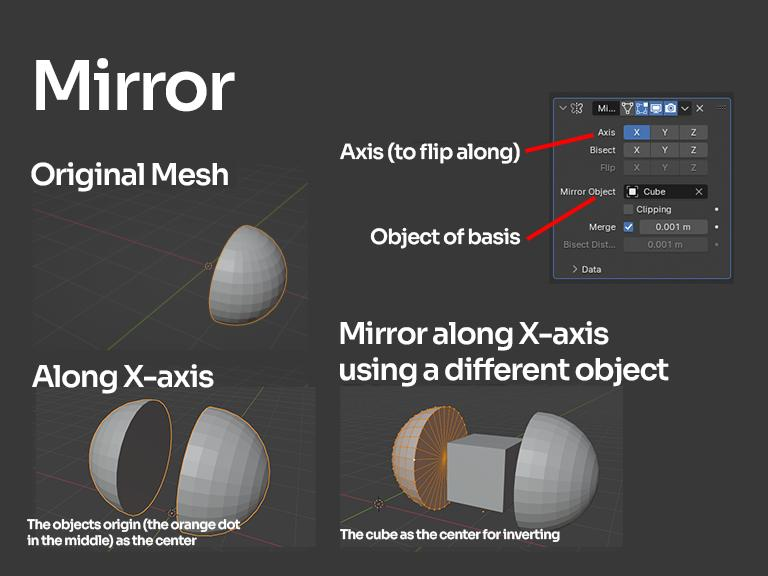 Mirror
Original Mesh
Axis (to flip along)
Object of basis
Mi...
Axis X Y Z
Bisect X Y Z
Flip X Y Z
Mirror Object Cube
Clipping
Merge 0.001 m
Bisect Dist... 0.001 m
Data
Along X-axis
The objects origin (the orange dot
in the middle) as the center
Mirror along X-axis
using a different object
The cube as the center for inverting